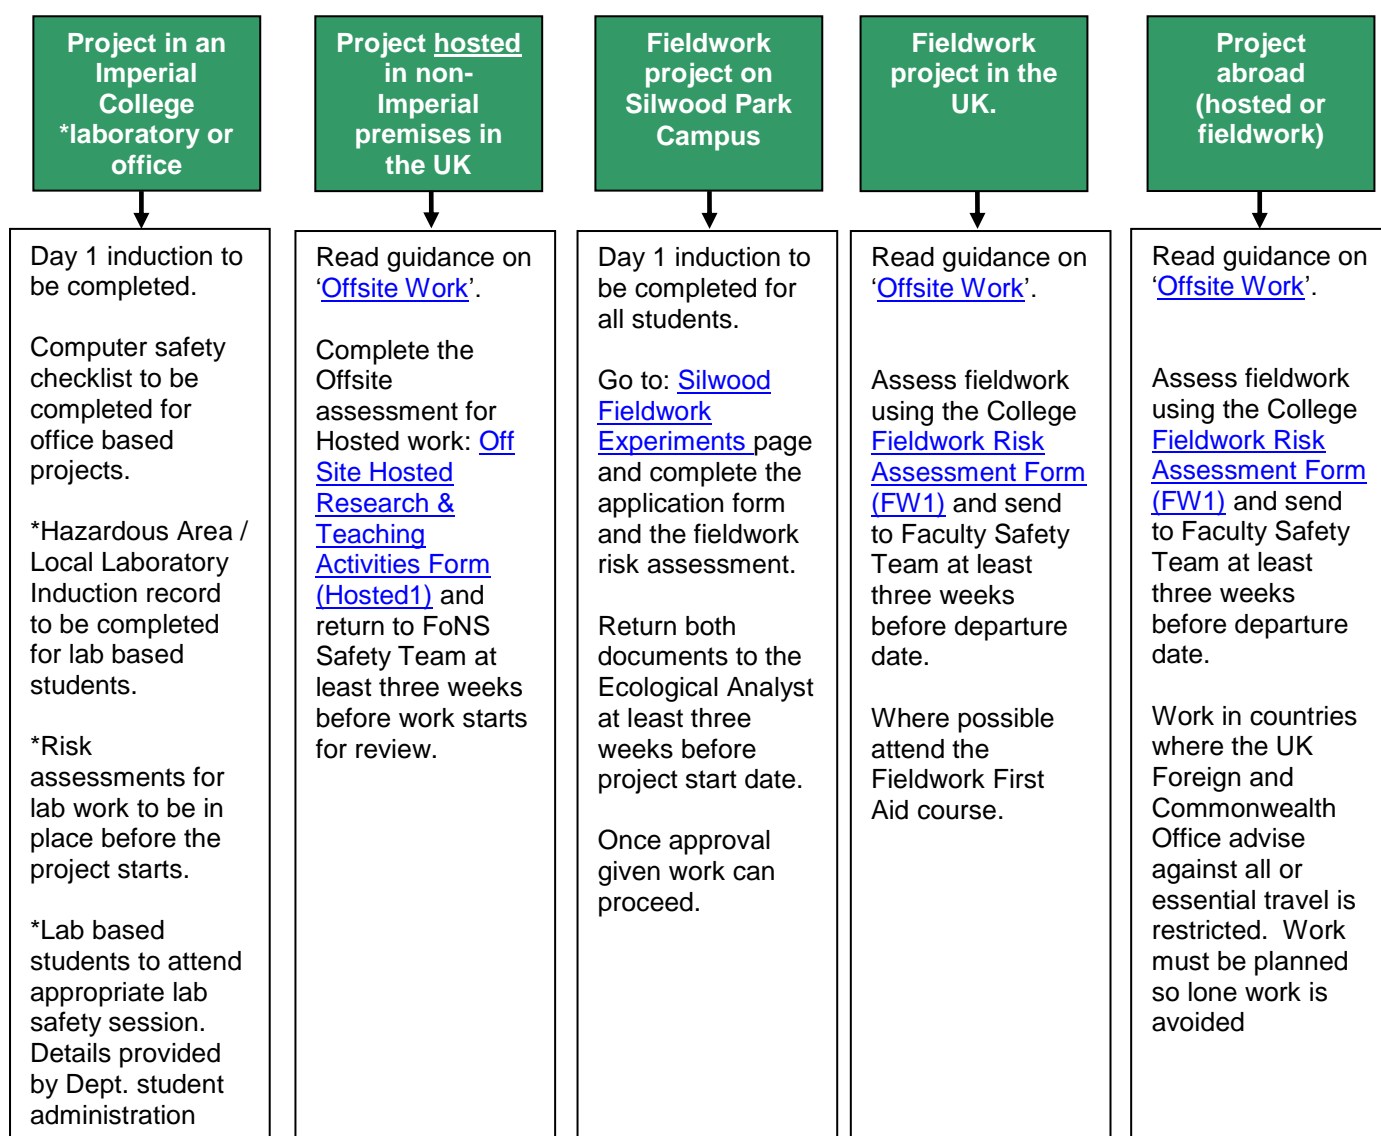 Project in an
Imperial
College
*laboratory or
office
Project hosted
in non-
Imperial
premises in
the UK
Fieldwork
project on
Silwood Park
Campus
Fieldwork
project in the
UK.
Project
abroad
(hosted or
fieldwork)
Day 1 induction to
be completed.
Computer safety
checklist to be
completed for
office based
projects.
*Hazardous Area /
Local Laboratory
Induction record
to be completed
for lab based
students.
*Risk
assessments for
lab work to be in
place before the
project starts.
*Lab based
students to attend
appropriate lab
safety session.
Details provided
by Dept. student
administration
Read guidance on
‘Offsite Work’.
Complete the
Offsite
assessment for
Hosted work: Off
Site Hosted
Research &
Teaching
Activities Form
(Hosted1) and
return to FoNS
Safety Team at
least three weeks
before work starts
for review.
Day 1 induction to
be completed for
all students.
Go to: Silwood
Fieldwork
Experiments page
and complete the
application form
and the fieldwork
risk assessment.
Return both
documents to the
Ecological Analyst
at least three
weeks before
project start date.
Once approval
given work can
proceed.
Read guidance on
‘Offsite Work’.
Assess fieldwork
using the College
Fieldwork Risk
Assessment Form
(FW1) and send
to Faculty Safety
Team at least
three weeks
before departure
date.
Where possible
attend the
Fieldwork First
Aid course.
Read guidance on
‘Offsite Work’.
Assess fieldwork
using the College
Fieldwork Risk
Assessment Form
(FW1) and send
to Faculty Safety
Team at least
three weeks
before departure
date.
Work in countries
where the UK
Foreign and
Commonwealth
Office advise
against all or
essential travel is
restricted.  Work
must be planned
so lone work is
avoided